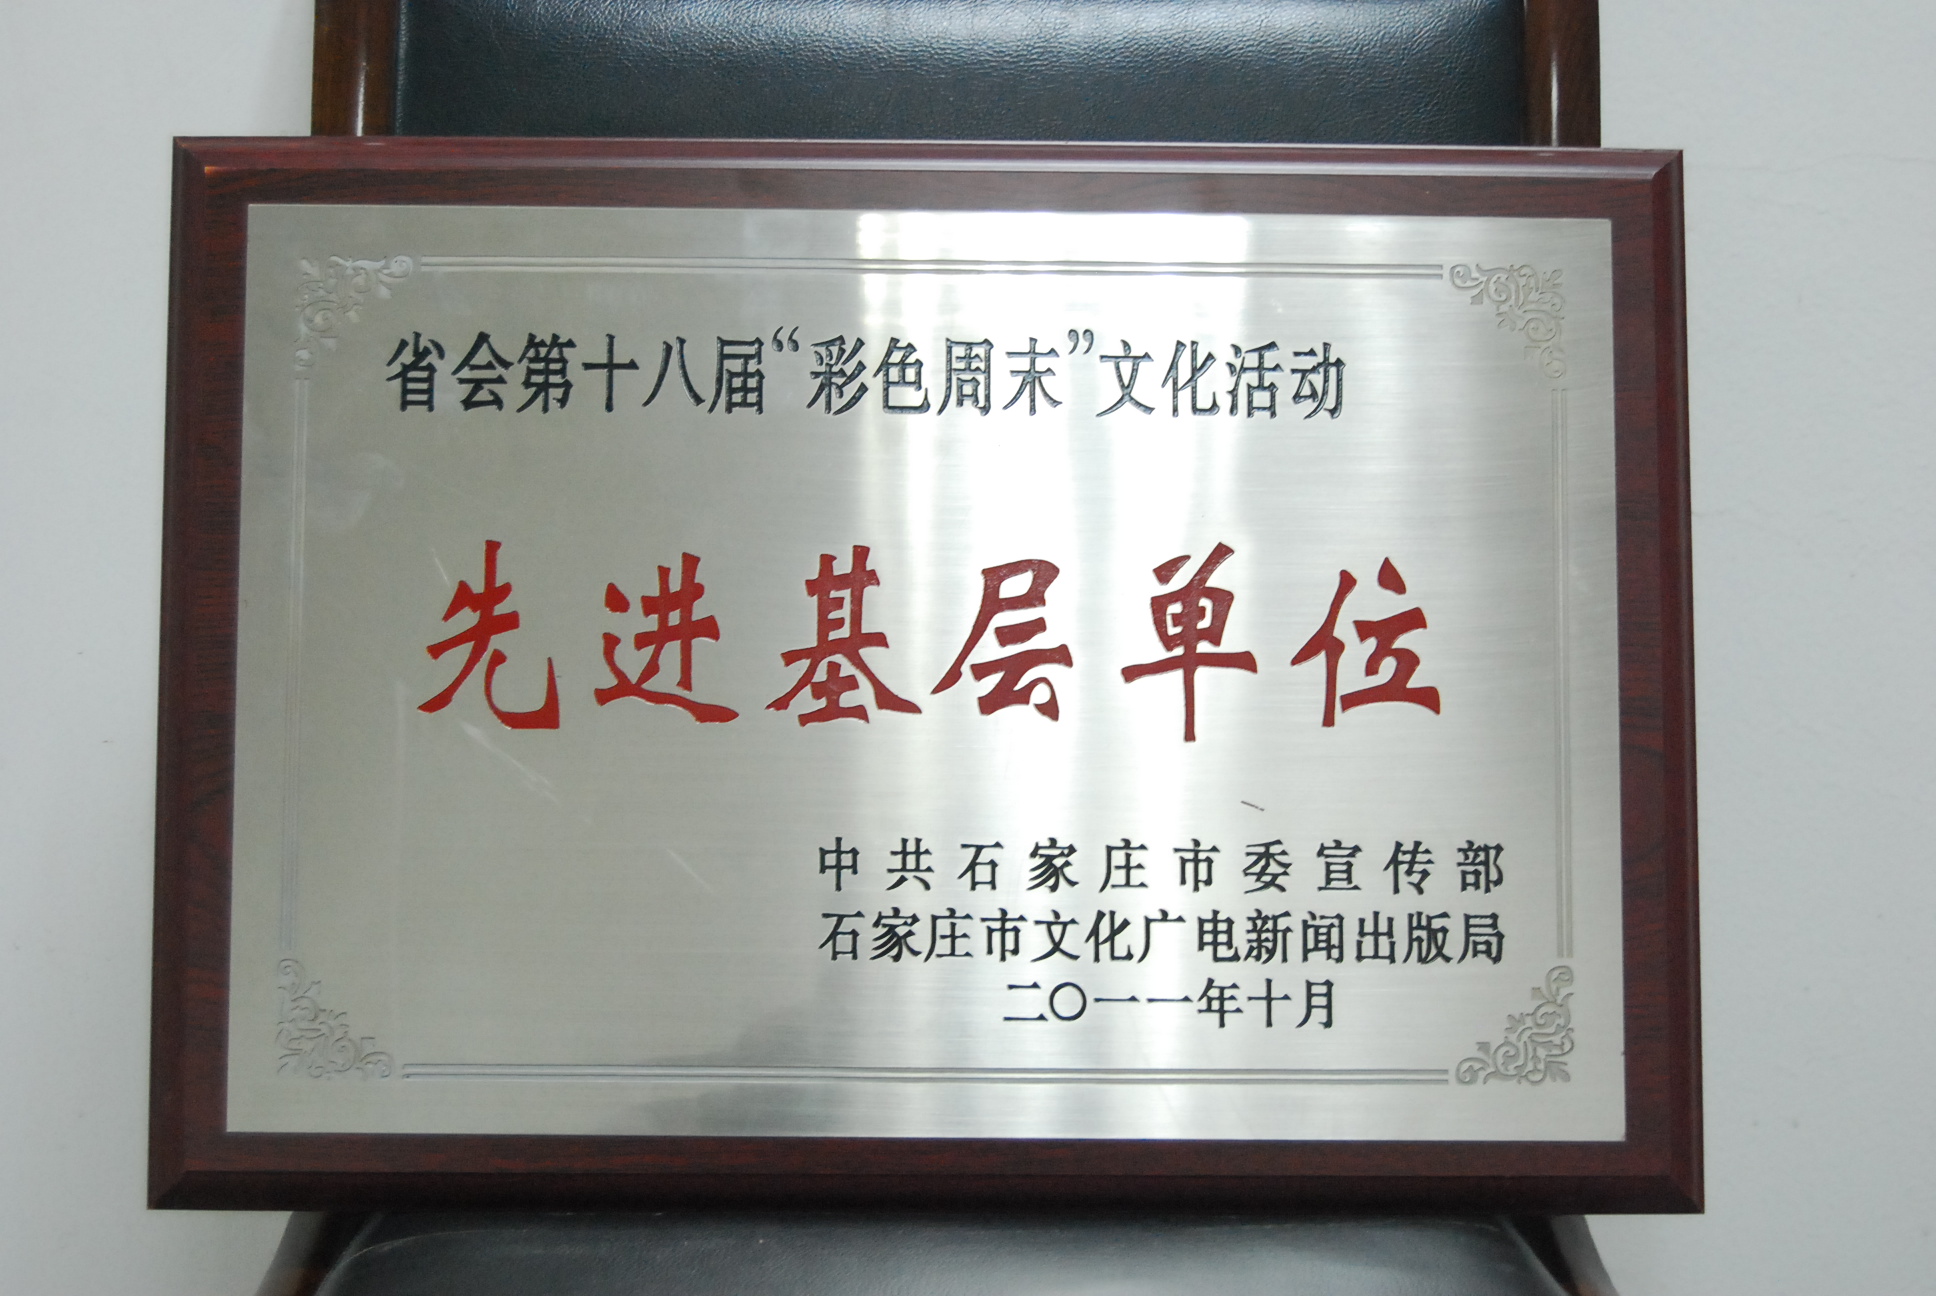 省会第十八届“彩色周末”文化活动
先进基层单位
中共石家庄市委宣传部
石家庄市文化广电新闻出版局
二〇一一年十月